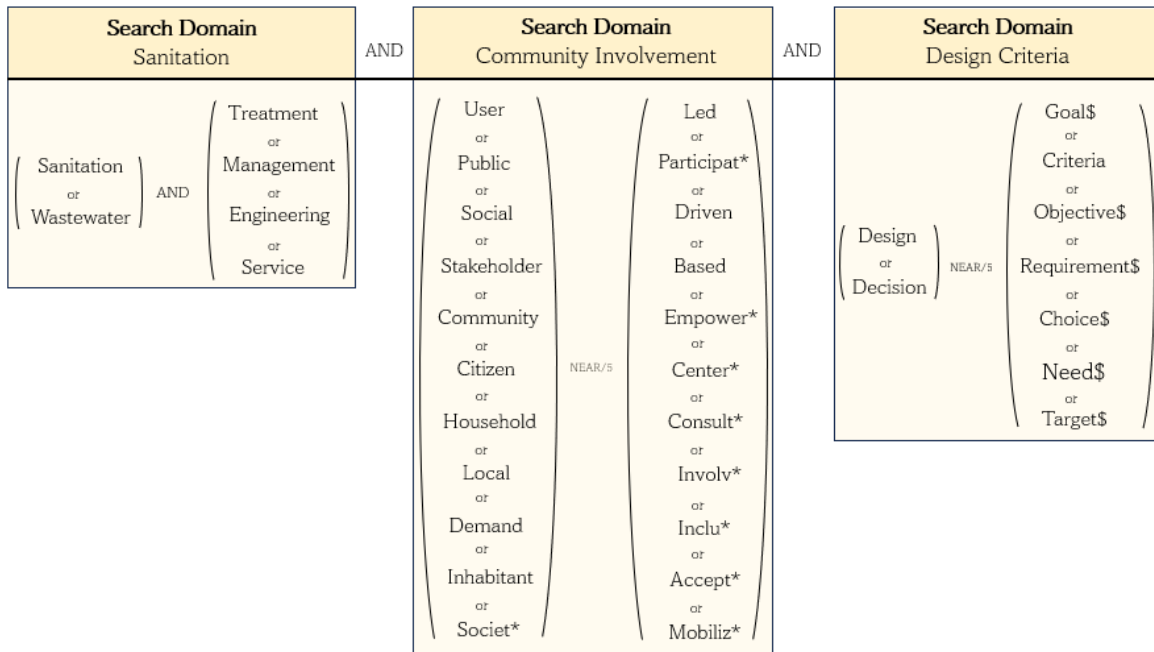 Search Domain
Sanitation
AND
Search Domain
Community Involvement
AND
Search Domain
Design Criteria
Sanitation
or
Wastewater
AND
Treatment
or
Management
or
Engineering
or
Service
User
or
Public
or
Social
or
Stakeholder
or
Community
or
Citizen
or
Household
or
Local
or
Demand
or
Inhabitant
or
Societ*
NEAR/5
Led
or
Participat*
or
Driven
or
Based
or
Empower*
or
Center*
or
Consult*
or
Involv*
or
Inclu*
or
Accept*
or
Mobiliz*
Design
or
Decision
NEAR/5
Goal$
or
Criteria
or
Objective$
or
Requirement$
or
Choice$
or
Need$
or
Target$